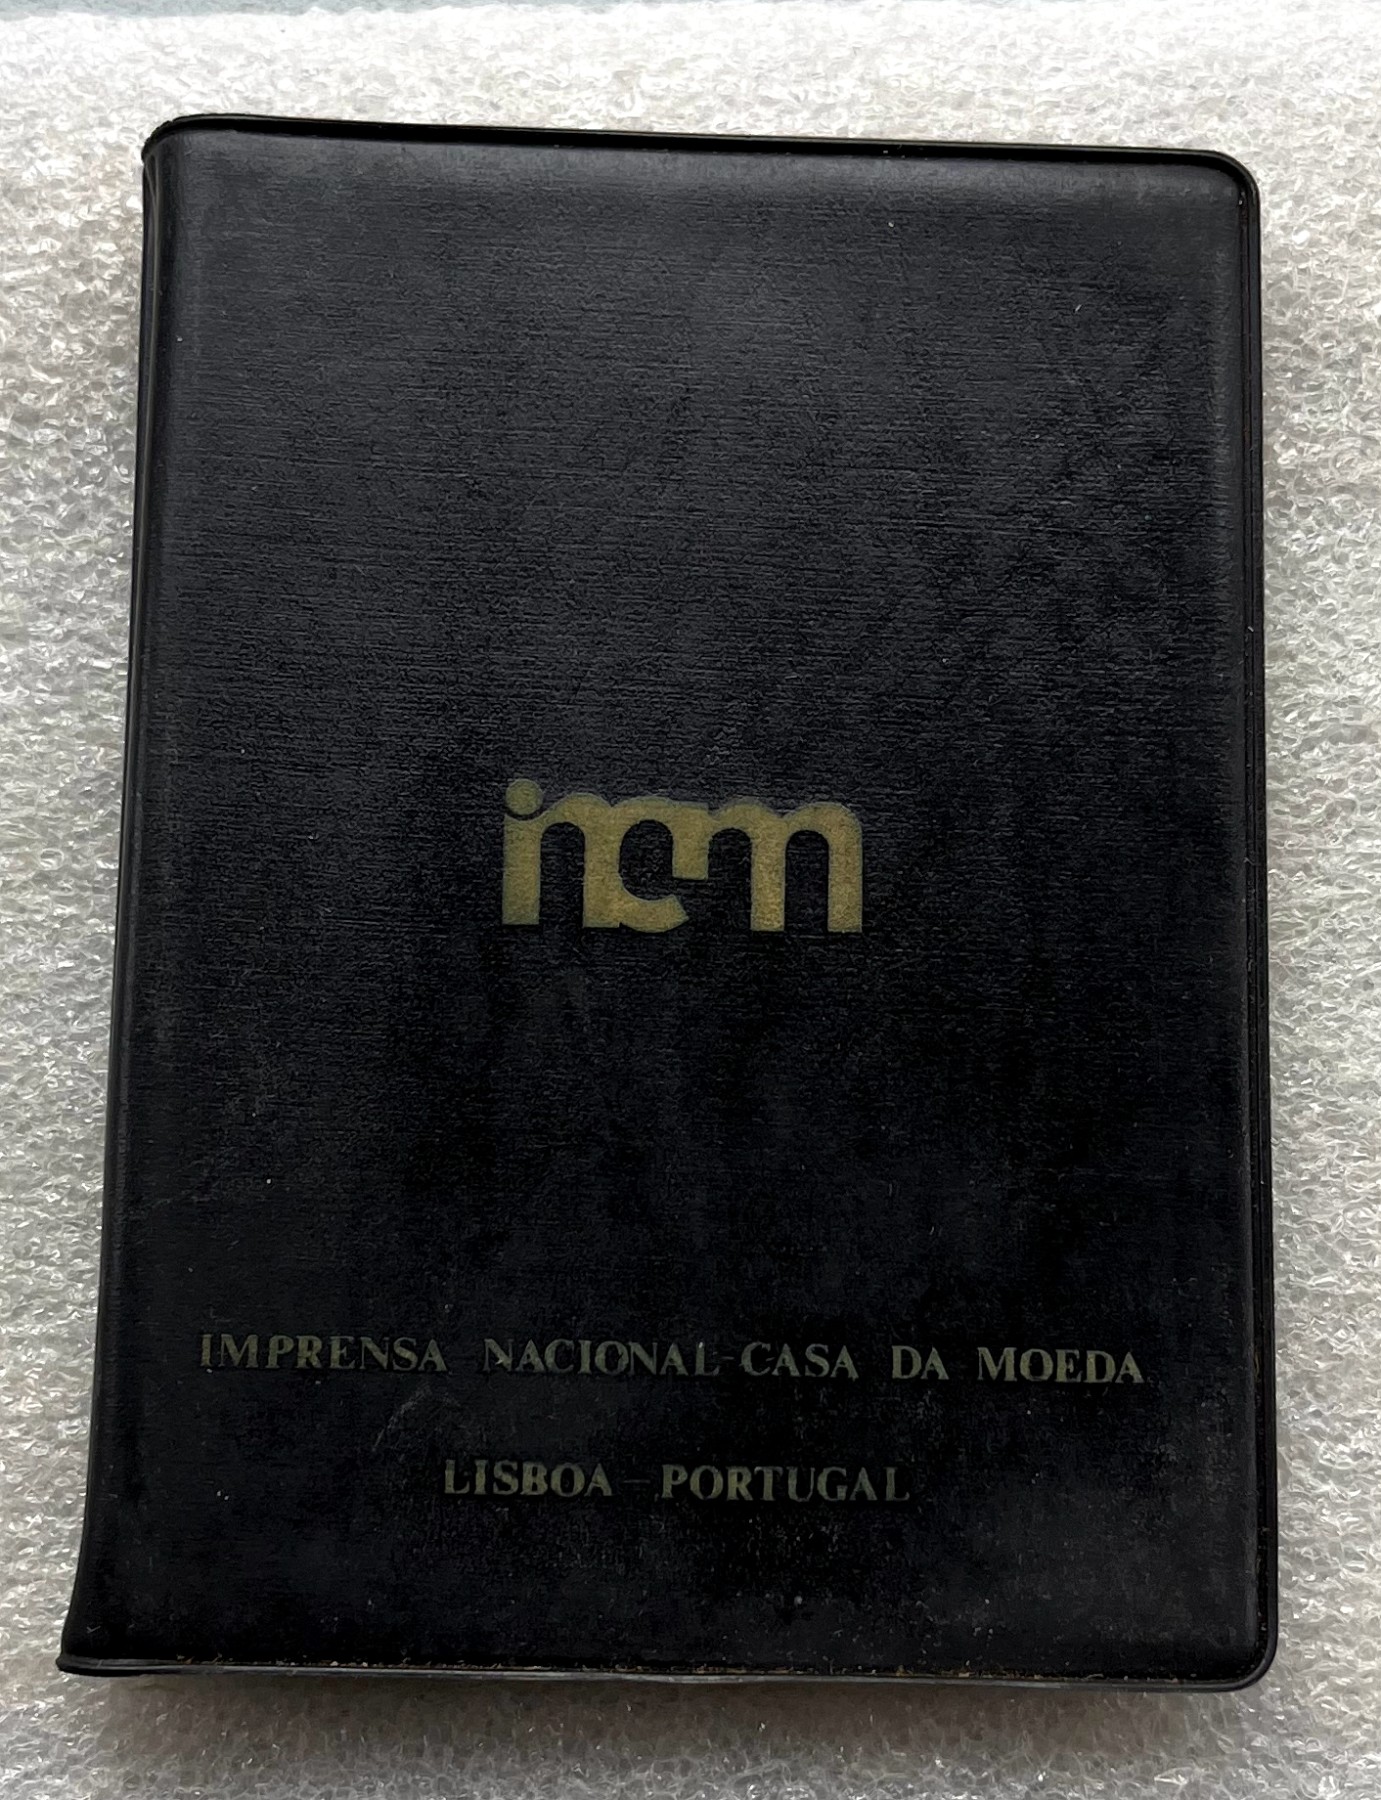 incm
IMPRENSA NACIONAL-CASA DA MOEDA
LISBOA – PORTUGAL